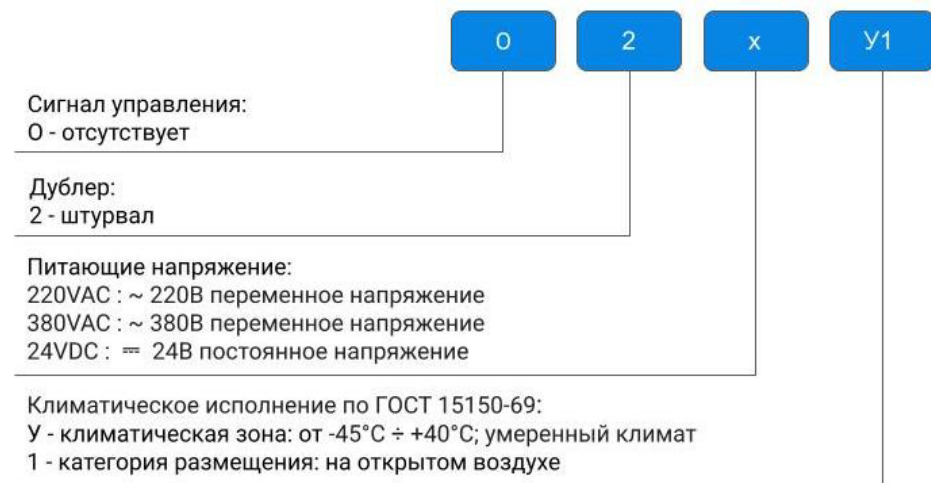 0 2 x У1
Сигнал управления:
О - отсутствует
Дублер:
2 - штурвал
Питающие напряжение:
220VAC : ~ 220В переменное напряжение
380VAC : ~ 380В переменное напряжение
24VDC : ⎓ 24В постоянное напряжение
Климатическое исполнение по ГОСТ 15150-69:
У - климатическая зона: от -45°С ÷ +40°С; умеренный климат
1 - категория размещения: на открытом воздухе